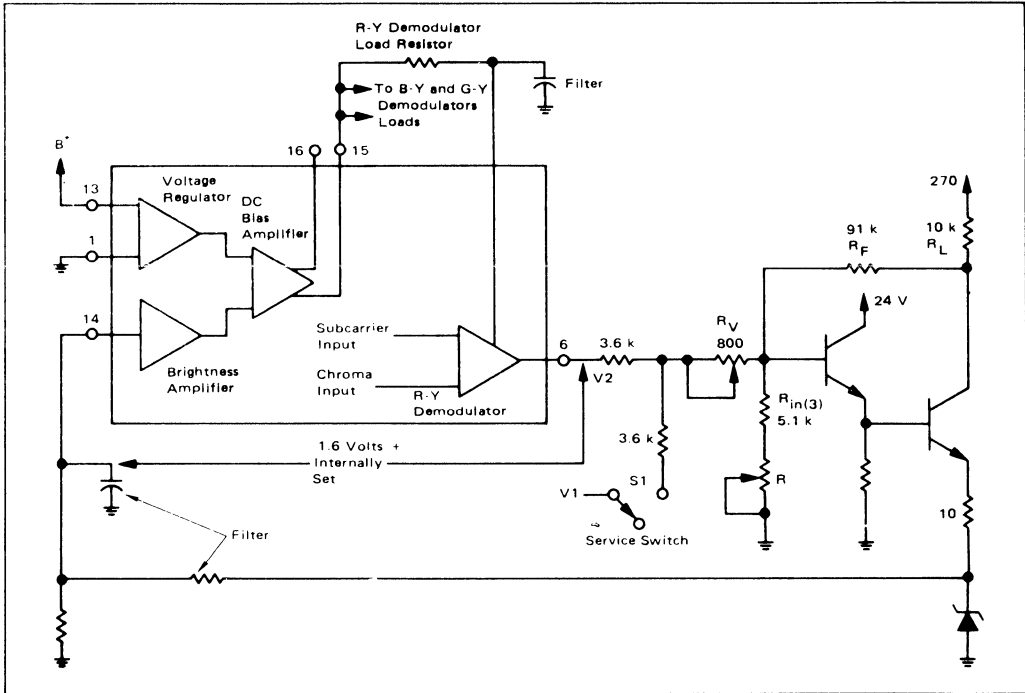 R-Y Demodulator
Load Resistor
To B-Y and G-Y
Demodulators
Loads
Filter
B+
16
15
13
Voltage
Regulator
DC
Bias
Amplifier
1
14
Brightness
Amplifier
Subcarrier
Input
Chroma
Input
R-Y
Demodulator
6
V2
3.6 k
RV
800
3.6 k
S1
V1
Service Switch
1.6 Volts +
Internally
Set
Filter
270
10 k
RL
91 k
RF
24 V
Rin(3)
5.1 k
R
10